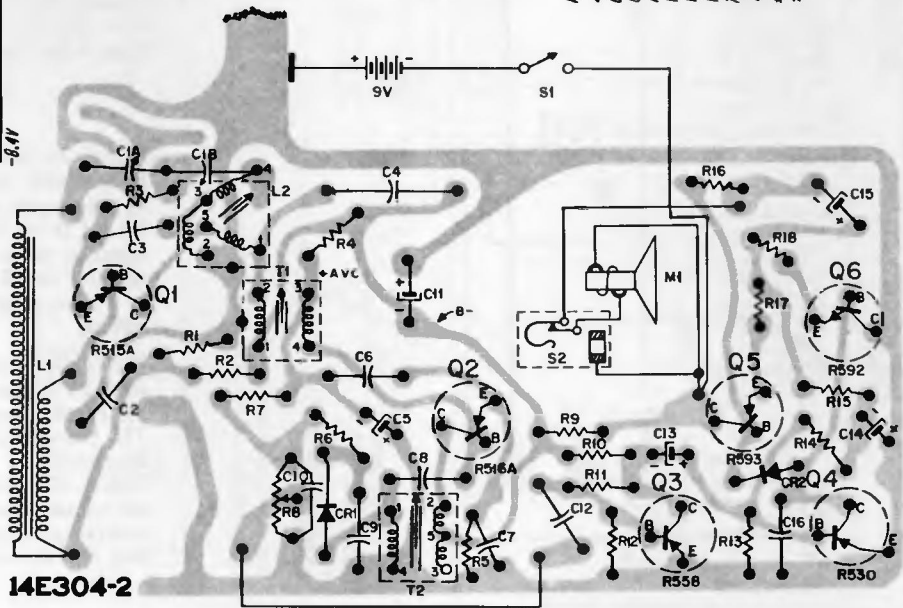 + -
9V
S1
-8.4V
C1A
C1B
4
C4
R16
R3
3
L2
C15
- +
C3
5
R4
R18
2
1
T1
+AVC
M1
B
Q1
2
3
+
C11
B-
R17
Q6
E
C
B
R515A
R1
1
4
S2
E
C
L1
R2
C6
Q2
Q5
R592
C2
R7
E
E
R15
C5
C
R9
C
C14
R6
+
B
R10
C13
B
R14
- +
C8
R516A
R11
R593
CR2
Q4
C10
1
2
Q3
R8
CR1
C9
5
C7
C12
C
C
R12
B
R13
C16
B
4
3
R5
E
E
14E304-2
T2
R558
R530